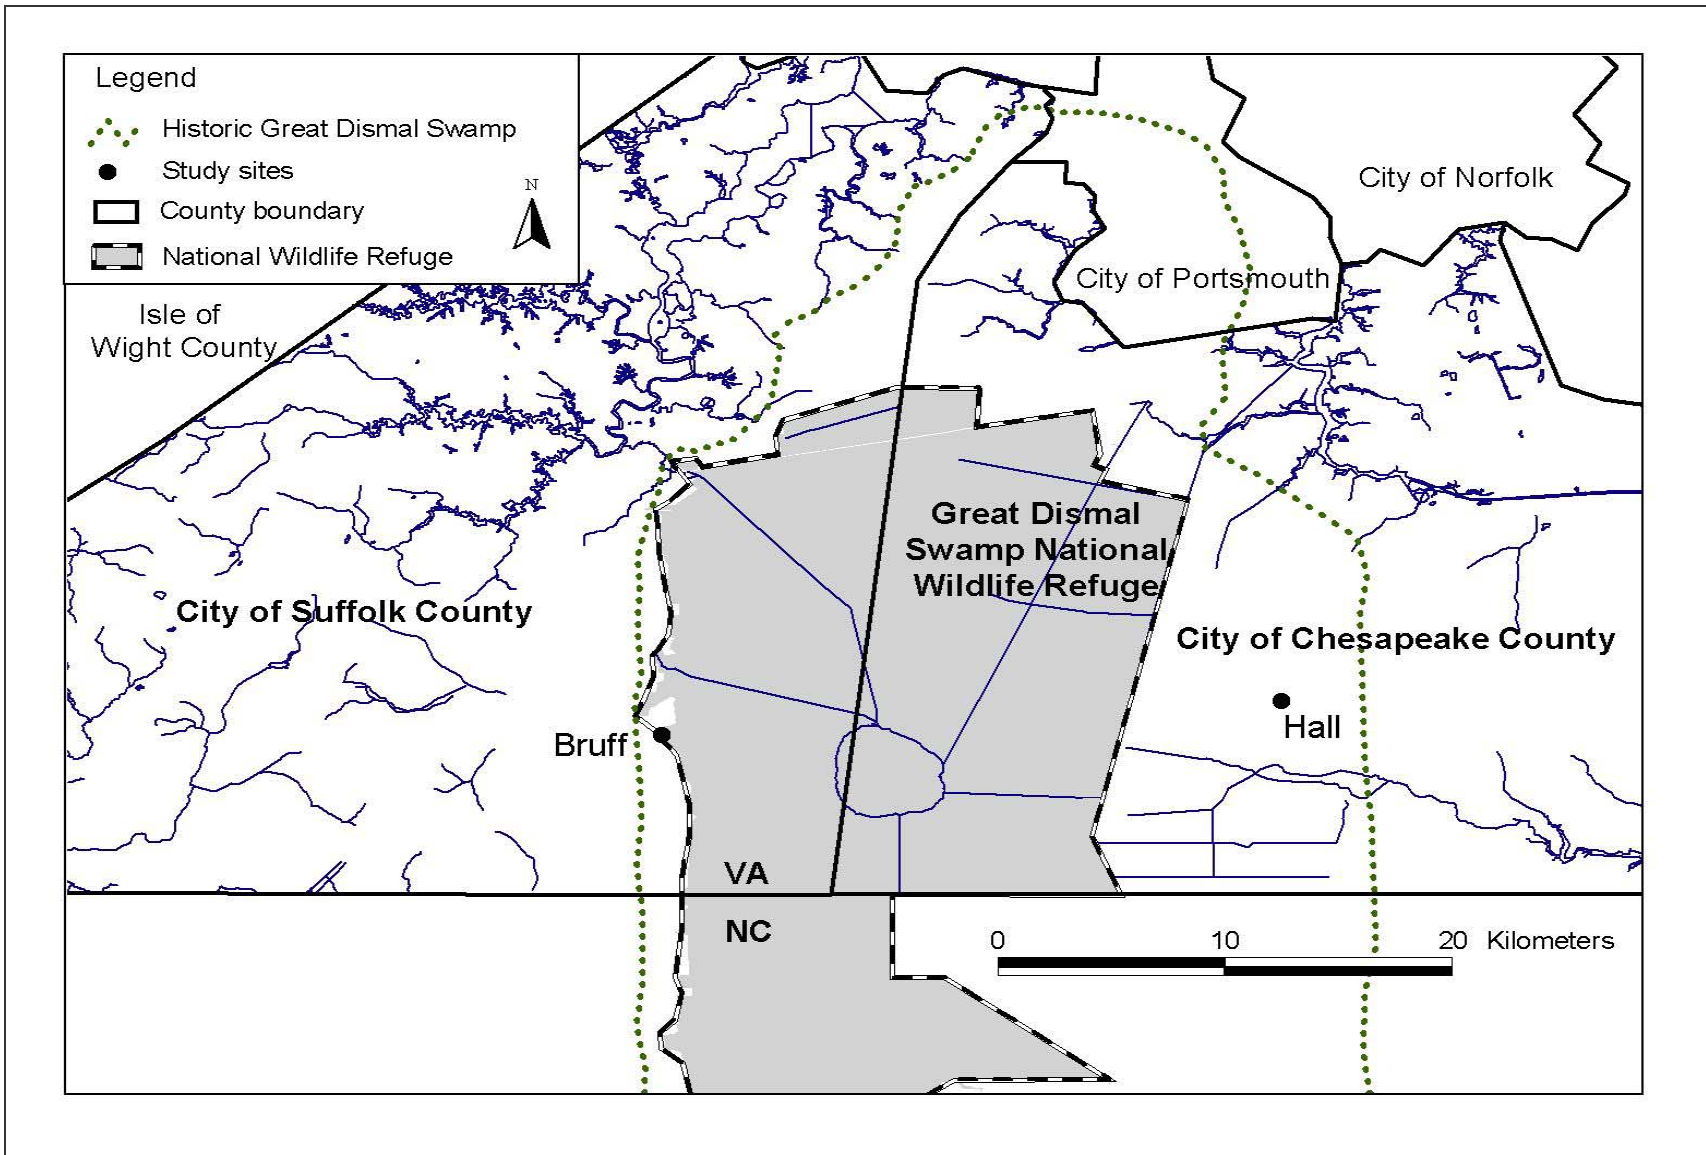 Legend
Historic Great Dismal Swamp
Study sites
County boundary
National Wildlife Refuge
N
City of Norfolk
City of Portsmouth
Isle of
Wight County
Great Dismal
Swamp National
Wildlife Refuge
City of Suffolk County
City of Chesapeake County
Hall
Bruff
VA
NC
0 10 20 Kilometers